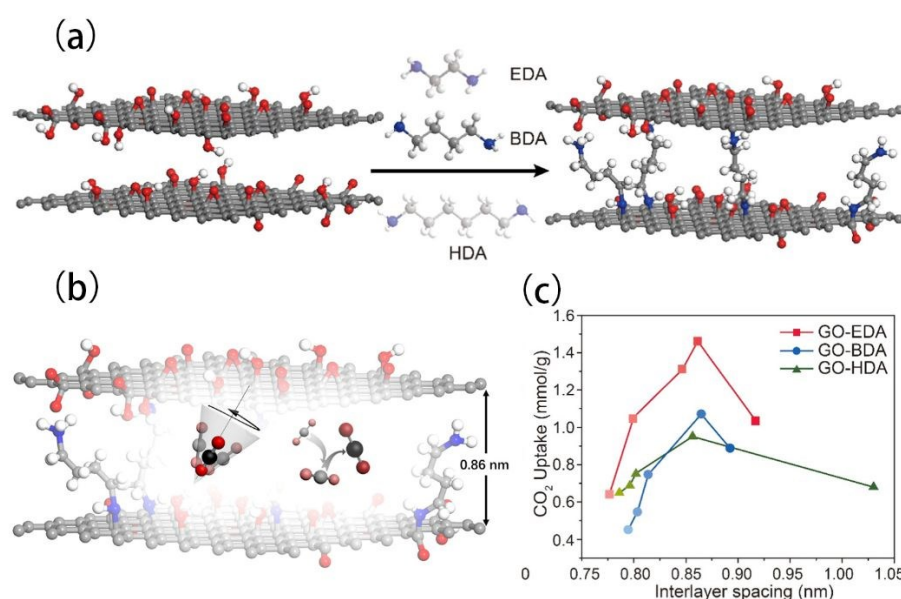 (a)
EDA
BDA
HDA
(b)
0.86 nm
(c)
CO₂ Uptake (mmol/g)
1.6
1.4
1.2
1.0
0.8
0.6
0.4
GO-EDA
GO-BDA
GO-HDA
0
0.75 0.80 0.85 0.90 0.95 1.00 1.05
Interlayer spacing (nm)